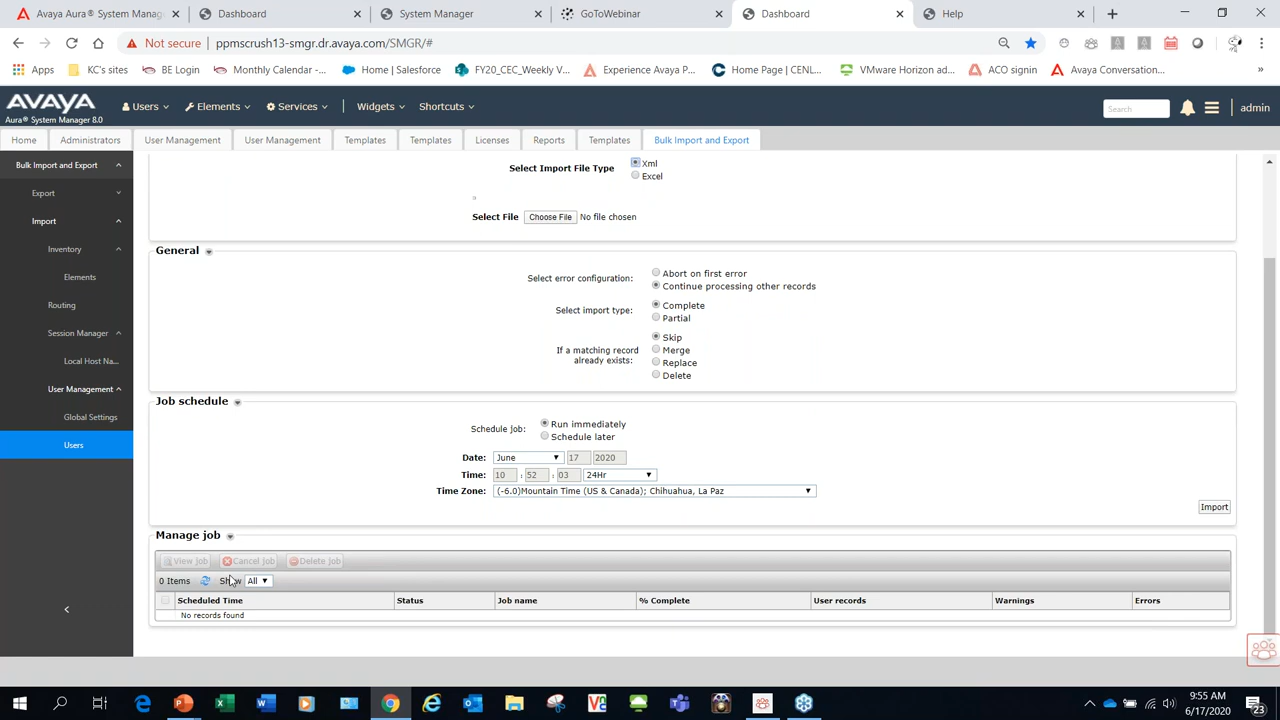 Avaya Aura® System Manag
Dashboard
System Manager
GoToWebinar
Dashboard
Help
Not secure
ppmscrush13-smgr.dr.avaya.com/SMGR/#
Apps
KC's sites
BE Login
Monthly Calendar -...
Home | Salesforce
FY20_CEC_Weekly V...
Experience Avaya P...
Home Page | CENL...
VMware Horizon ad...
ACO signin
Avaya Conversation...
»
AVAYA
Aura® System Manager 8.0
Users
Elements
Services
Widgets
Shortcuts
Search
admin
Home
Administrators
User Management
User Management
Templates
Templates
Licenses
Reports
Templates
Bulk Import and Export
Bulk Import and Export
Export
Import
Inventory
Elements
Routing
Session Manager
Local Host Na...
User Management
Global Settings
Users
Select Import File Type
Xml
Excel
Select File
Choose File
No file chosen
General
Select error configuration:
Abort on first error
Continue processing other records
Select import type:
Complete
Partial
If a matching record
already exists:
Skip
Merge
Replace
Delete
Job schedule
Schedule job:
Run immediately
Schedule later
Date:
June
17
2020
Time:
10 : 52 : 03
24Hr
Time Zone:
(-6.0)Mountain Time (US & Canada); Chihuahua, La Paz
Import
Manage job
View Job
Cancel Job
Delete Job
0 Items
Show
All
Scheduled Time
Status
Job name
% Complete
User records
Warnings
Errors
No records found
9:55 AM
6/17/2020
23